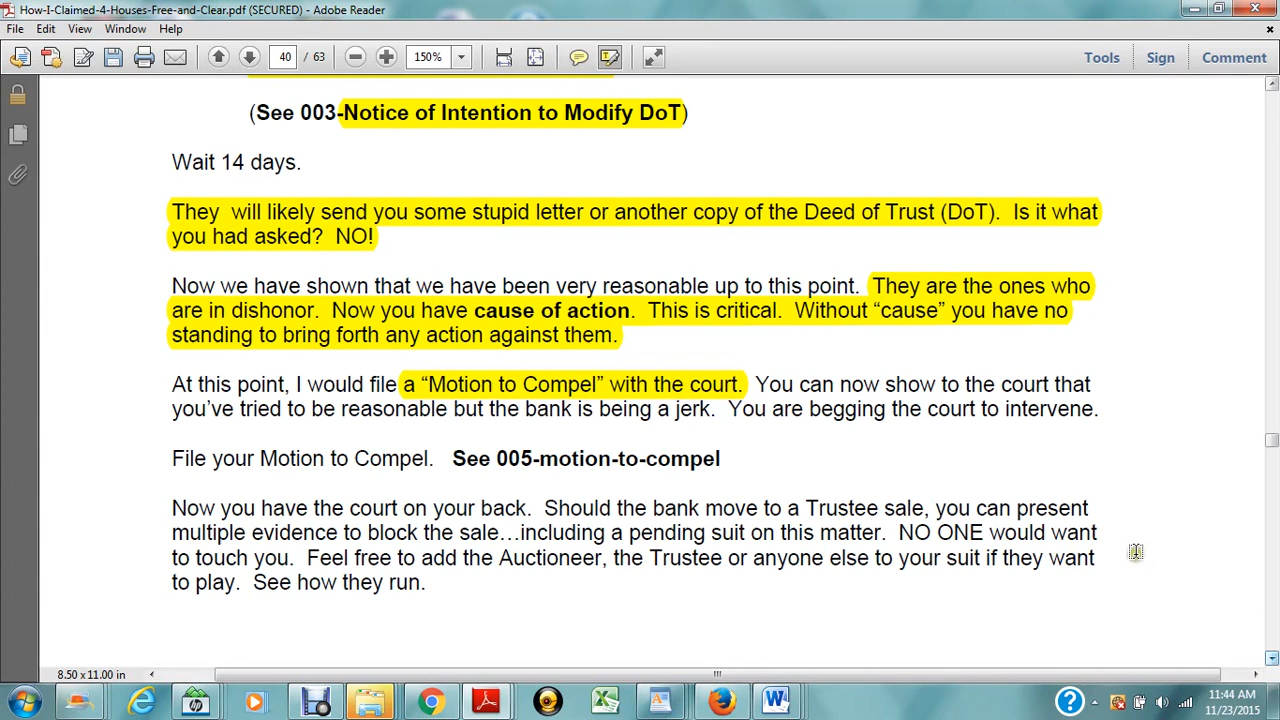 How-I-Claimed-4-Houses-Free-and-Clear.pdf (SECURED) - Adobe Reader
File Edit View Window Help
40 / 63 150% Tools Sign Comment
(See 003-Notice of Intention to Modify DoT)
Wait 14 days.
They will likely send you some stupid letter or another copy of the Deed of Trust (DoT). Is it what
you had asked? NO!
Now we have shown that we have been very reasonable up to this point. They are the ones who
are in dishonor. Now you have cause of action. This is critical. Without “cause” you have no
standing to bring forth any action against them.
At this point, I would file a “Motion to Compel” with the court. You can now show to the court that
you’ve tried to be reasonable but the bank is being a jerk. You are begging the court to intervene.
File your Motion to Compel. See 005-motion-to-compel
Now you have the court on your back. Should the bank move to a Trustee sale, you can present
multiple evidence to block the sale…including a pending suit on this matter. NO ONE would want
to touch you. Feel free to add the Auctioneer, the Trustee or anyone else to your suit if they want
to play. See how they run.
8.50 x 11.00 in
11:44 AM
11/23/2015